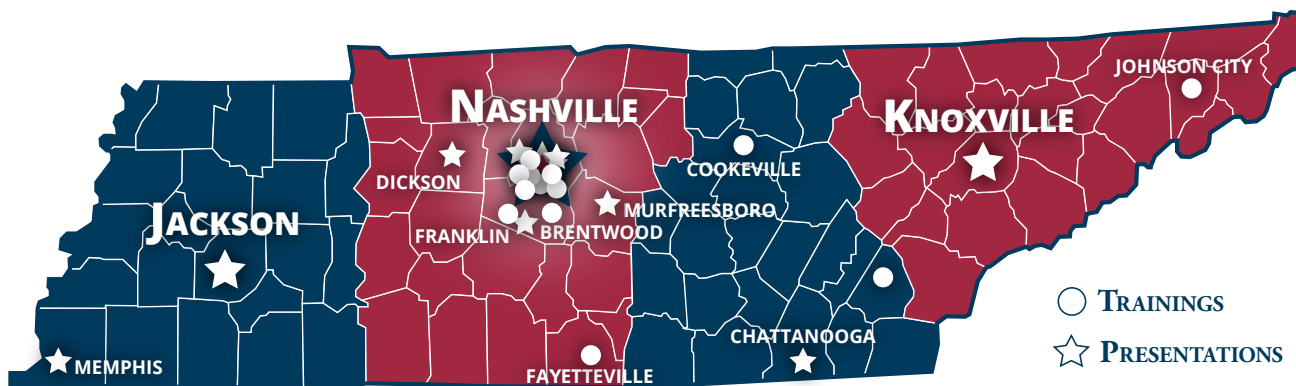 JOHNSON CITY
NASHVILLE
KNOXVILLE
DICKSON
COOKEVILLE
JACKSON
MURFREESBORO
FRANKLIN
BRENTWOOD
TRAININGS
CHATTANOOGA
PRESENTATIONS
MEMPHIS
FAYETTEVILLE